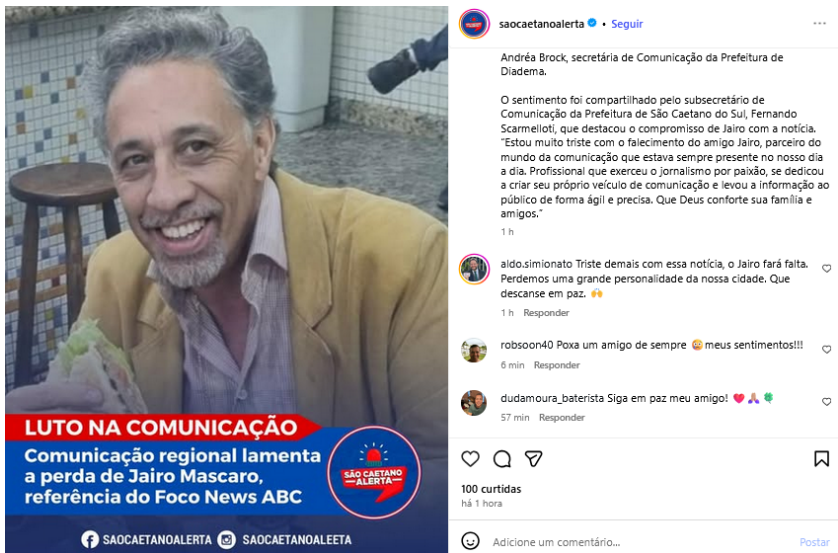 LUTO NA COMUNICAÇÃO
Comunicação regional lamenta
a perda de Jairo Mascaro,
referência do Foco News ABC
SÃO CAETANO
ALERTA
SAOCAETANOALERTA SAOCAETANOALEETA
saocaetanoalerta • Seguir
Andréa Brock, secretária de Comunicação da Prefeitura de
Diadema.
O sentimento foi compartilhado pelo subsecretário de
Comunicação da Prefeitura de São Caetano do Sul, Fernando
Scarmelloti, que destacou o compromisso de Jairo com a notícia.
"Estou muito triste com o falecimento do amigo Jairo, parceiro do
mundo da comunicação que estava sempre presente no nosso dia
a dia. Profissional que exerceu o jornalismo por paixão, se dedicou
a criar seu próprio veículo de comunicação e levou a informação ao
público de forma ágil e precisa. Que Deus conforte sua família e
amigos."
1 h
aldo.simionato Triste demais com essa notícia, o Jairo fará falta.
Perdemos uma grande personalidade da nossa cidade. Que
descanse em paz. 🙌
1 h Responder
robsoon40 Poxa um amigo de sempre 😢 meus sentimentos!!!
6 min Responder
dudamoura_baterista Siga em paz meu amigo! ❤️🙏🏼🍀
57 min Responder
100 curtidas
há 1 hora
Adicione um comentário... Postar